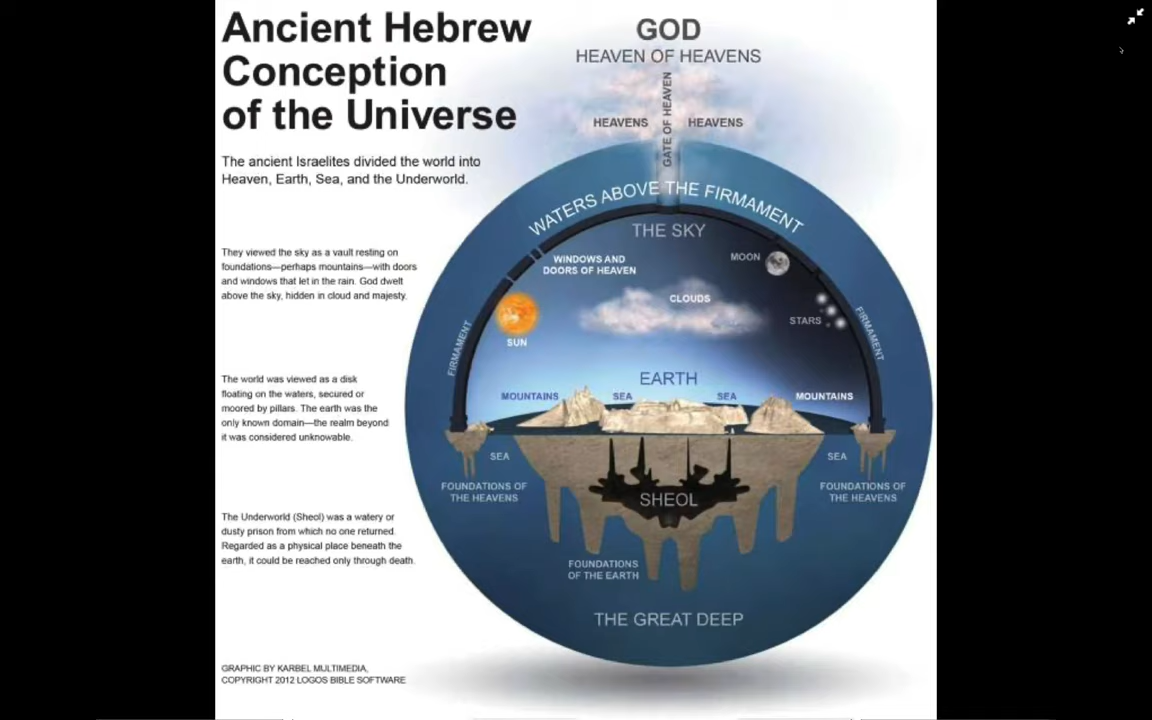 Ancient Hebrew
Conception
of the Universe
The ancient Israelites divided the world into
Heaven, Earth, Sea, and the Underworld.
They viewed the sky as a vault resting on
foundations—perhaps mountains—with doors
and windows that let in the rain. God dwelt
above the sky, hidden in cloud and majesty.
The world was viewed as a disk
floating on the waters, secured or
moored by pillars. The earth was the
only known domain—the realm beyond
it was considered unknowable.
The Underworld (Sheol) was a watery or
dusty prison from which no one returned.
Regarded as a physical place beneath the
earth, it could be reached only through death.
GRAPHIC BY KARBEL MULTIMEDIA,
COPYRIGHT 2012 LOGOS BIBLE SOFTWARE
GOD
HEAVEN OF HEAVENS
GATE OF HEAVEN
HEAVENS
HEAVENS
WATERS ABOVE THE FIRMAMENT
THE SKY
WINDOWS AND
DOORS OF HEAVEN
MOON
CLOUDS
STARS
SUN
FIRMAMENT
FIRMAMENT
EARTH
MOUNTAINS
SEA
SEA
MOUNTAINS
SEA
SEA
FOUNDATIONS OF
THE HEAVENS
SHEOL
FOUNDATIONS OF
THE HEAVENS
FOUNDATIONS
OF THE EARTH
THE GREAT DEEP